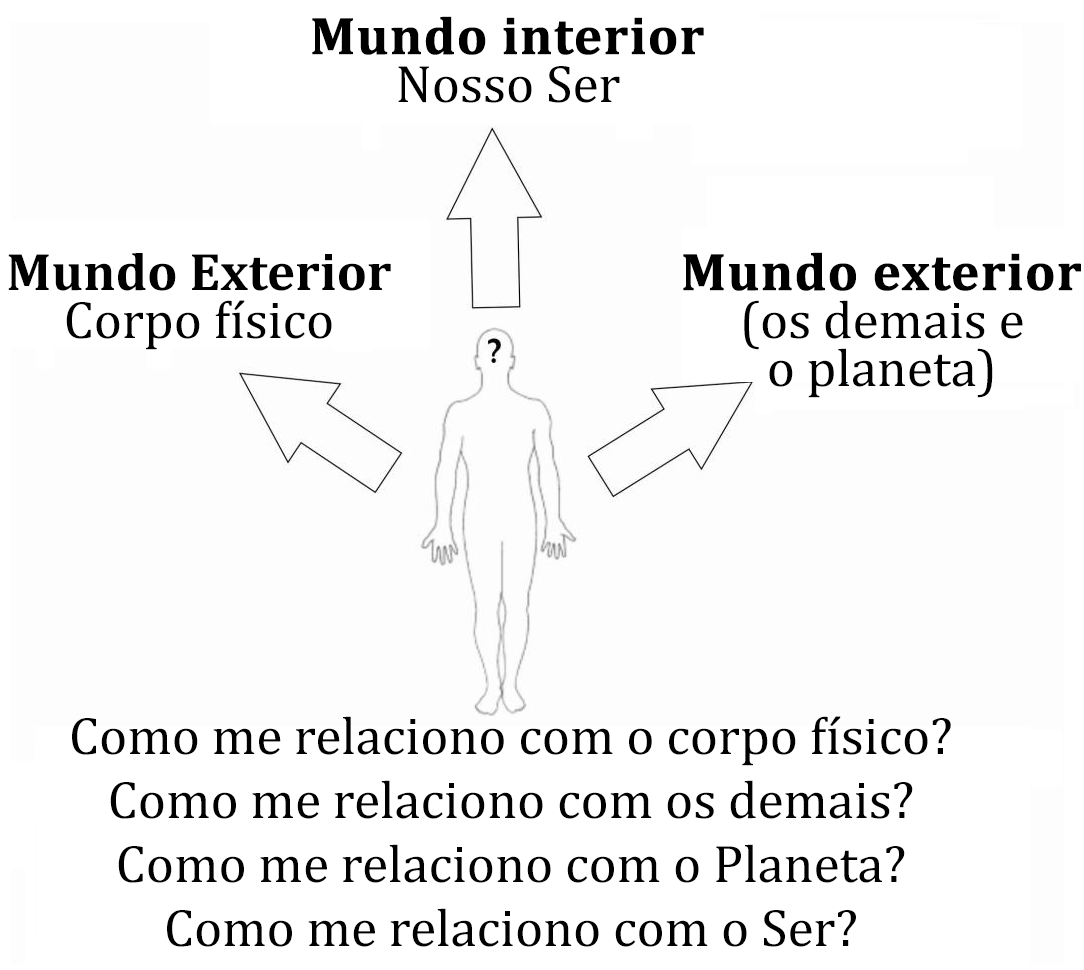 Mundo interior
Nosso Ser
Mundo Exterior
Corpo físico
Mundo exterior
(os demais e
o planeta)
?
Como me relaciono com o corpo físico?
Como me relaciono com os demais?
Como me relaciono com o Planeta?
Como me relaciono com o Ser?